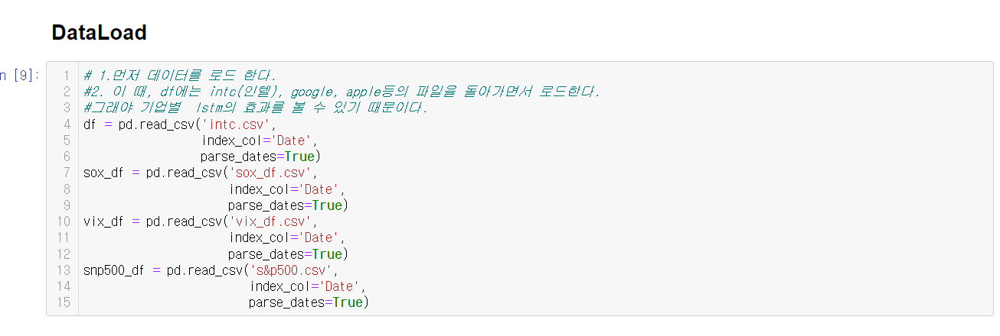 DataLoad
n [9]:
1 # 1.먼저 데이터를 로드 한다.
2 #2. 이 때, df에는 intc(인텔), google, apple등의 파일을 돌아가면서 로드한다.
3 #그래야 기업별  lstm의 효과를 볼 수 있기 때문이다.
4 df = pd.read_csv('intc.csv',
5                  index_col='Date',
6                  parse_dates=True)
7 sox_df = pd.read_csv('sox_df.csv',
8                      index_col='Date',
9                      parse_dates=True)
10 vix_df = pd.read_csv('vix_df.csv',
11                      index_col='Date',
12                      parse_dates=True)
13 snp500_df = pd.read_csv('s&p500.csv',
14                         index_col='Date',
15                         parse_dates=True)